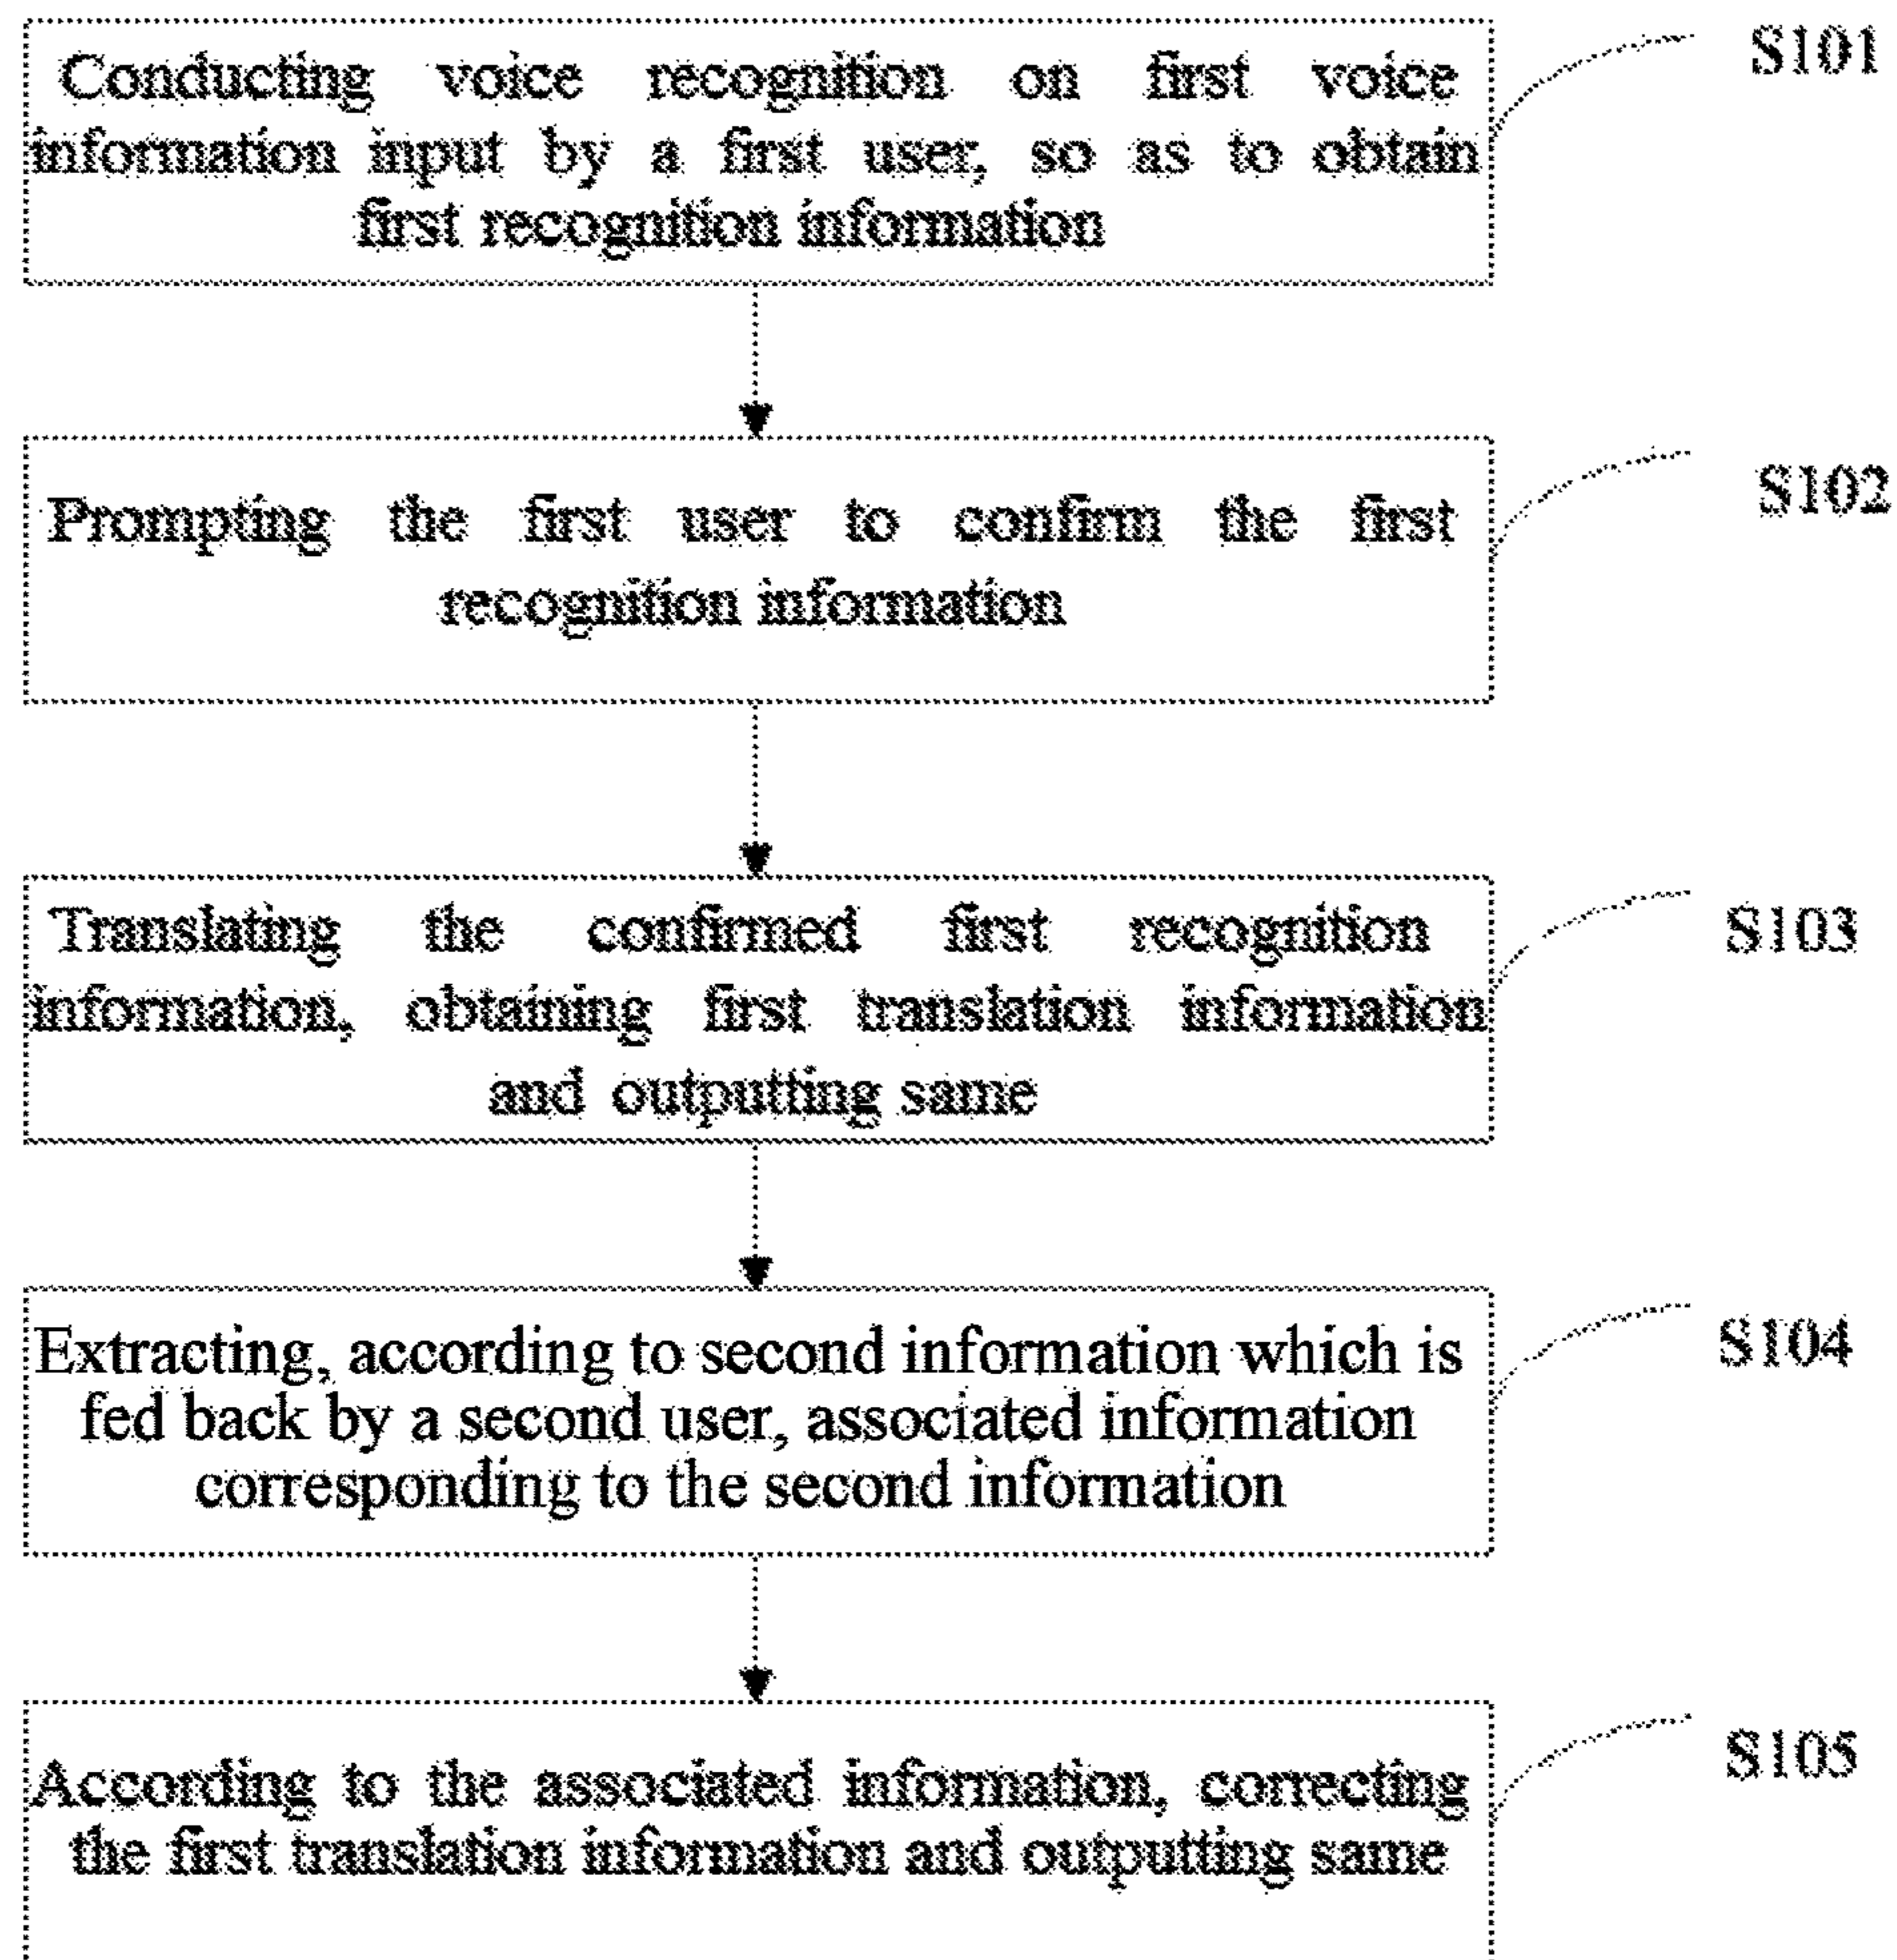 Conducting voice recognition on first voice
information input by a first user, so as to obtain
first recognition information
S101
Prompting the first user to confirm the first
recognition information
S102
Translating the confirmed first recognition
information, obtaining first translation information
and outputting same
S103
Extracting, according to second information which is
fed back by a second user, associated information
corresponding to the second information
S104
According to the associated information, correcting
the first translation information and outputting same
S105